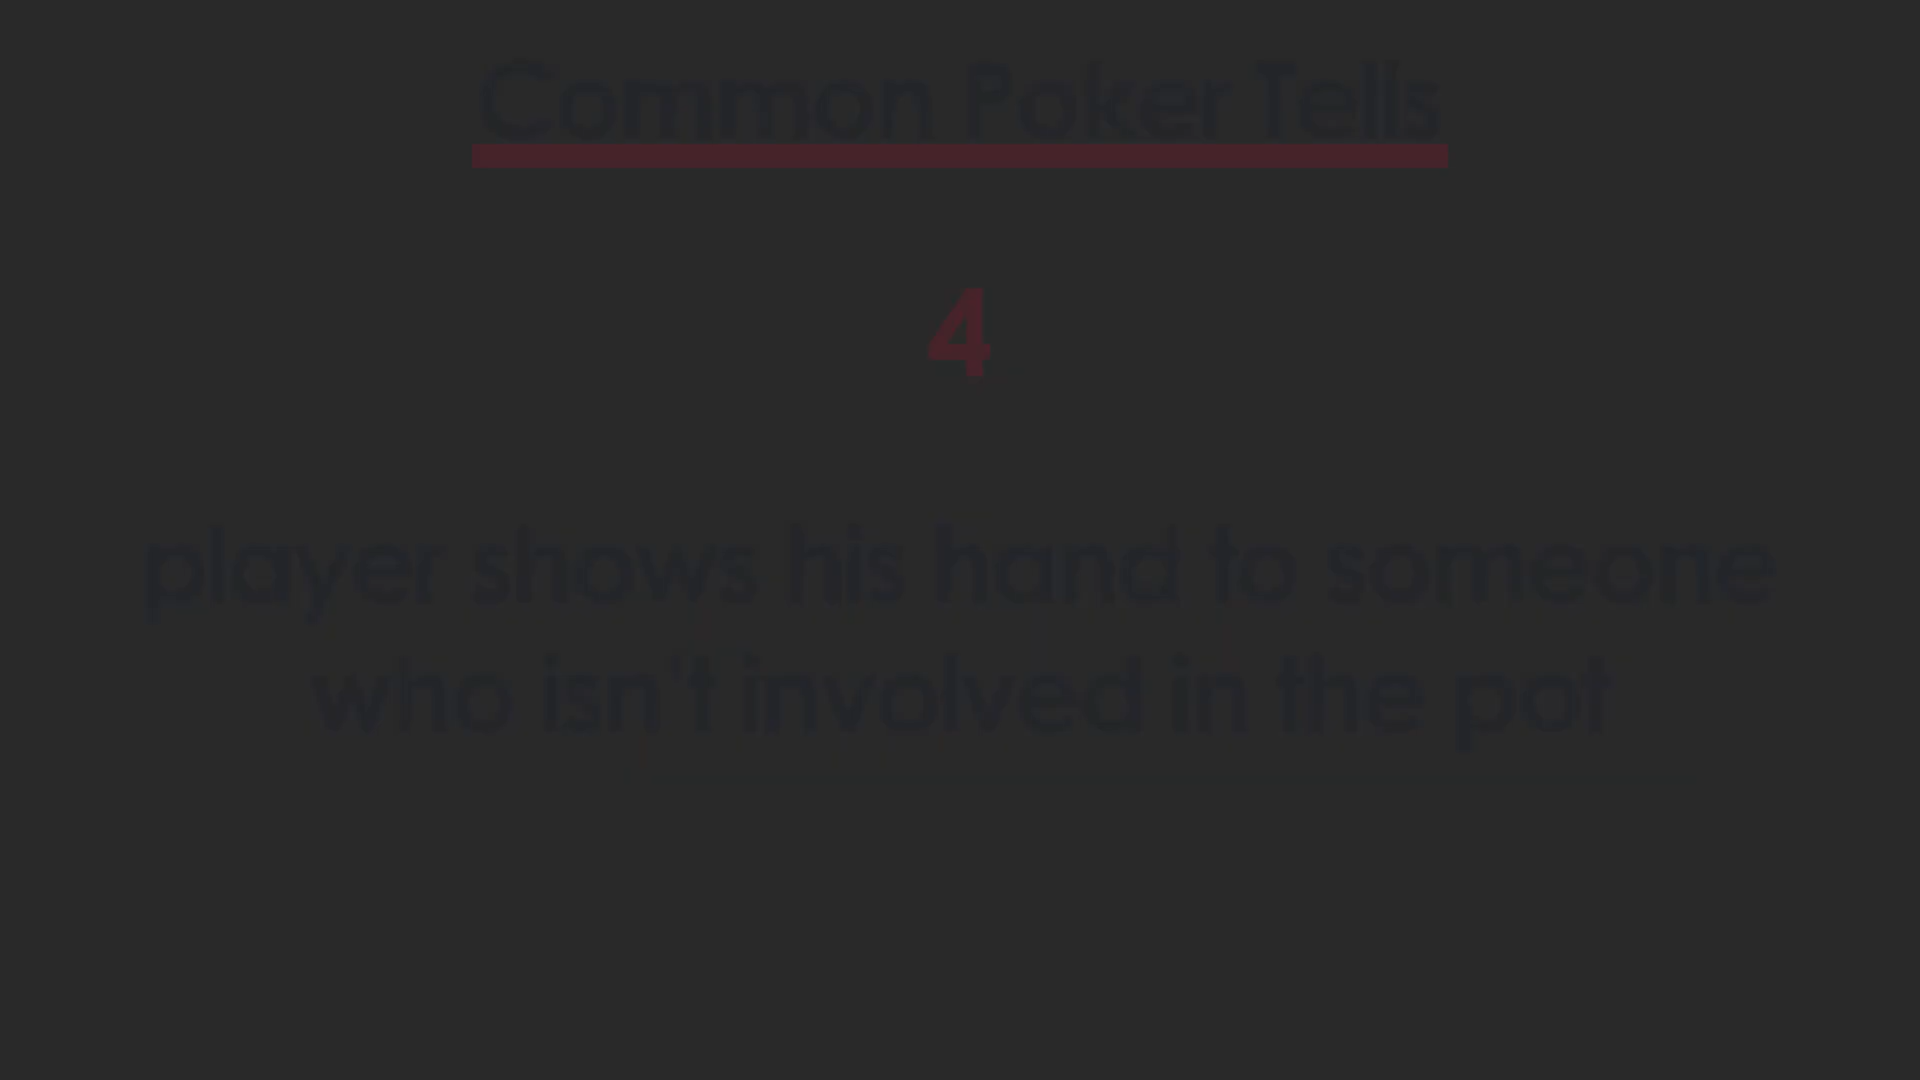 Common Poker Tells
4
player shows his hand to someone
who isn't involved in the pot